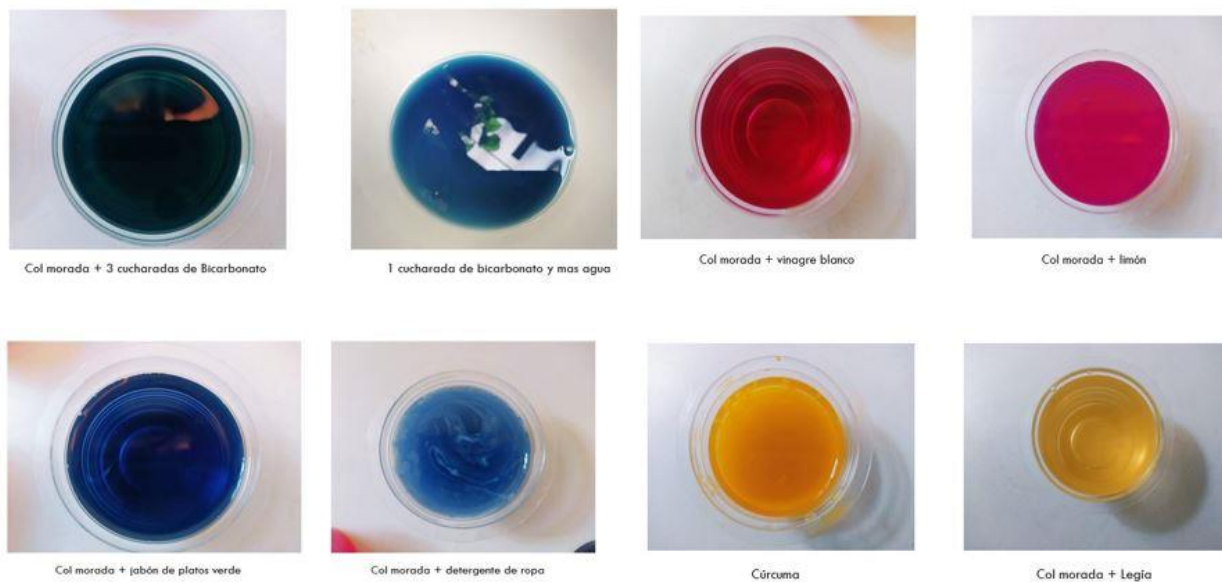 Col morada + 3 cucharadas de Bicarbonato
1 cucharada de bicarbonato y mas agua
Col morada + vinagre blanco
Col morada + limón
Col morada + jabón de platos verde
Col morada + detergente de ropa
Cúrcuma
Col morada + Legía